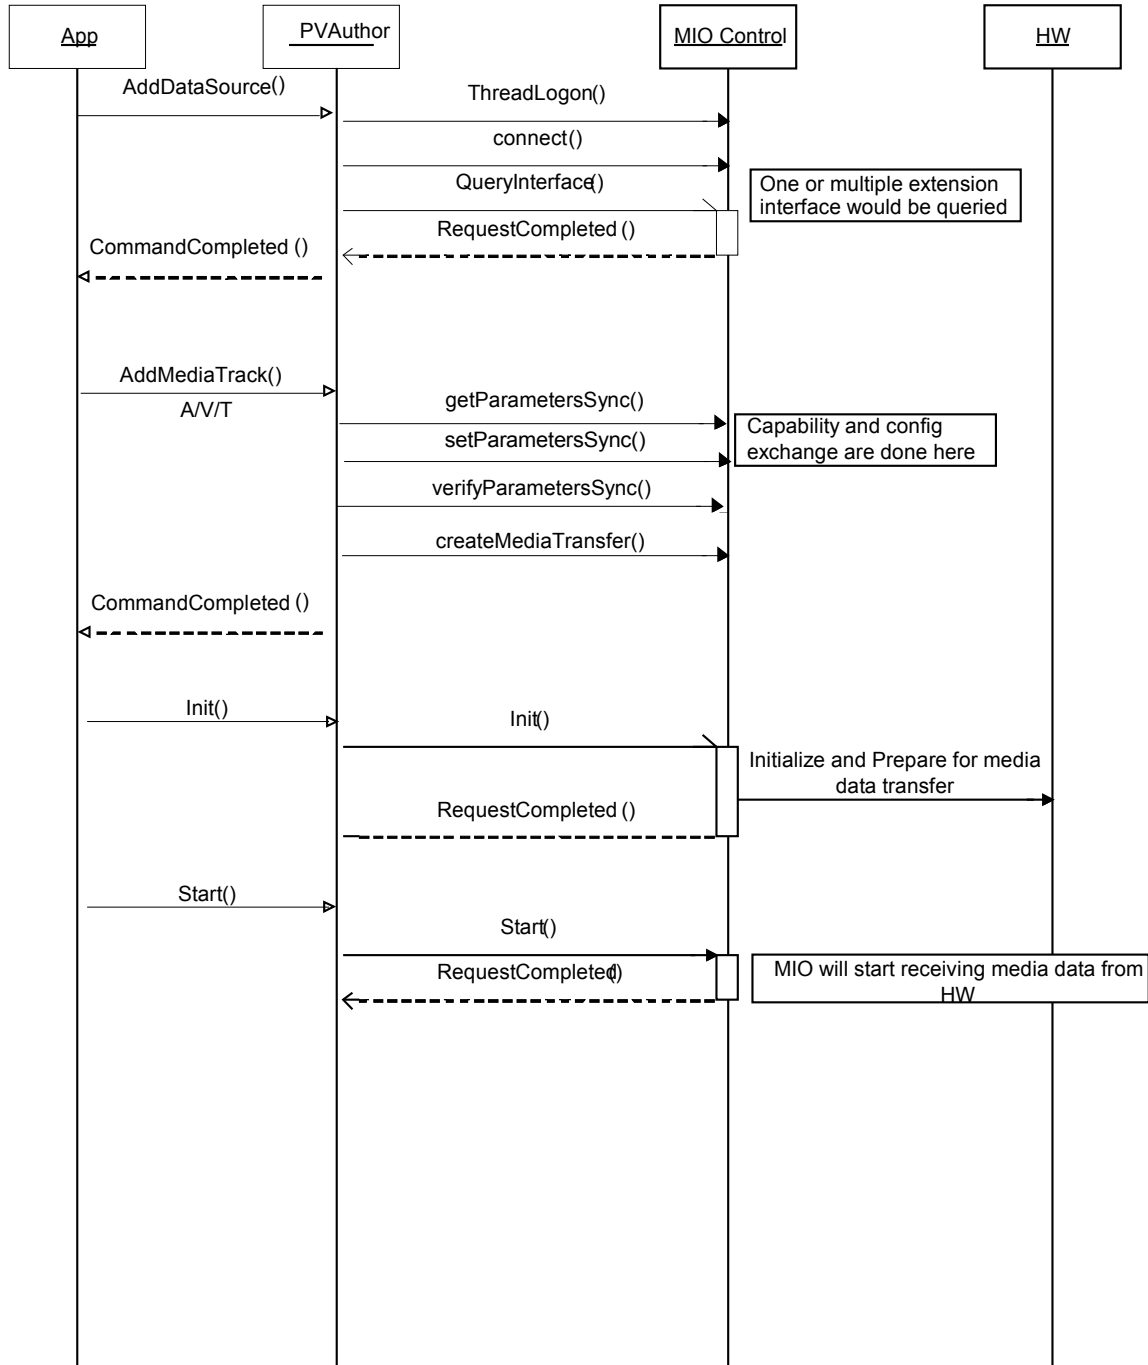 App
PVAuthor
MIO Control
HW
AddDataSource()
ThreadLogon()
connect()
QueryInterface()
One or multiple extension
interface would be queried
RequestCompleted ()
CommandCompleted ()
AddMediaTrack()
A/V/T
getParametersSync()
Capability and config
exchange are done here
setParametersSync()
verifyParametersSync()
createMediaTransfer()
CommandCompleted ()
Init()
Init()
Initialize and Prepare for media
data transfer
RequestCompleted ()
Start()
Start()
RequestCompleted()
MIO will start receiving media data from
HW